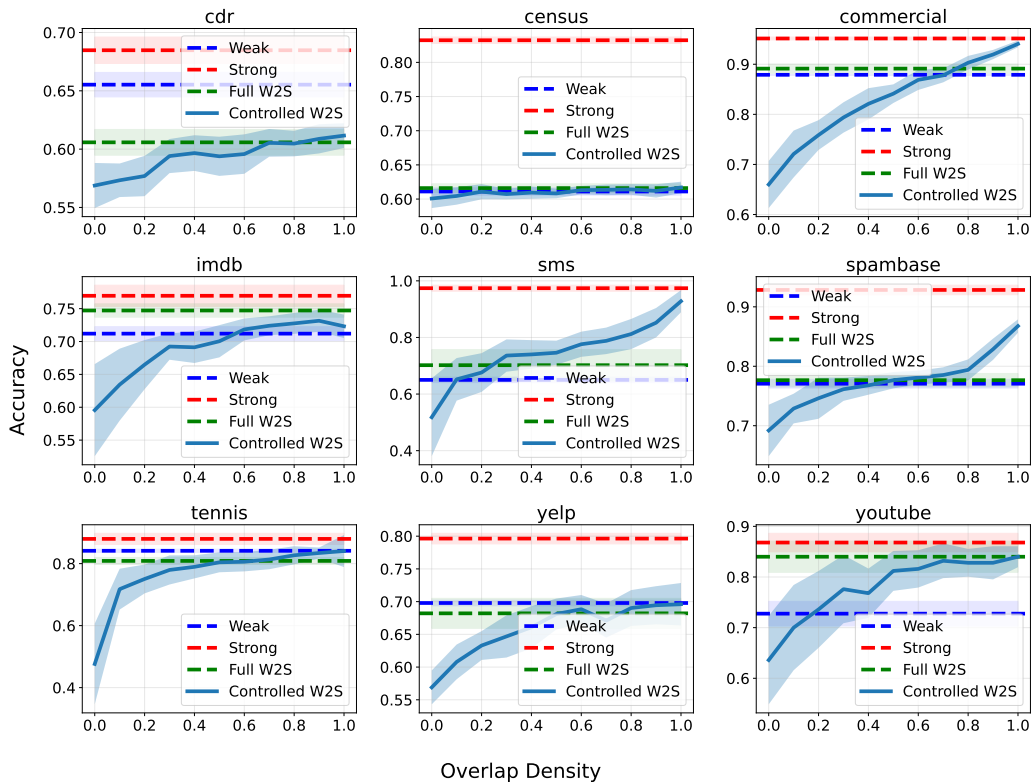 cdr
0.70
0.65
0.60
0.55
0.0 0.2 0.4 0.6 0.8 1.0
Weak
Strong
Full W2S
Controlled W2S
census
0.80
0.75
0.70
0.65
0.60
0.0 0.2 0.4 0.6 0.8 1.0
Weak
Strong
Full W2S
Controlled W2S
commercial
0.9
0.8
0.7
0.6
0.0 0.2 0.4 0.6 0.8 1.0
Weak
Strong
Full W2S
Controlled W2S
Accuracy
imdb
0.75
0.70
0.65
0.60
0.55
0.0 0.2 0.4 0.6 0.8 1.0
Weak
Strong
Full W2S
Controlled W2S
sms
1.0
0.8
0.6
0.4
0.0 0.2 0.4 0.6 0.8 1.0
Weak
Strong
Full W2S
Controlled W2S
spambase
0.9
0.8
0.7
0.0 0.2 0.4 0.6 0.8 1.0
Weak
Strong
Full W2S
Controlled W2S
tennis
0.8
0.6
0.4
0.0 0.2 0.4 0.6 0.8 1.0
Weak
Strong
Full W2S
Controlled W2S
yelp
0.80
0.75
0.70
0.65
0.60
0.55
0.0 0.2 0.4 0.6 0.8 1.0
Weak
Strong
Full W2S
Controlled W2S
youtube
0.9
0.8
0.7
0.6
0.0 0.2 0.4 0.6 0.8 1.0
Weak
Strong
Full W2S
Controlled W2S
Overlap Density